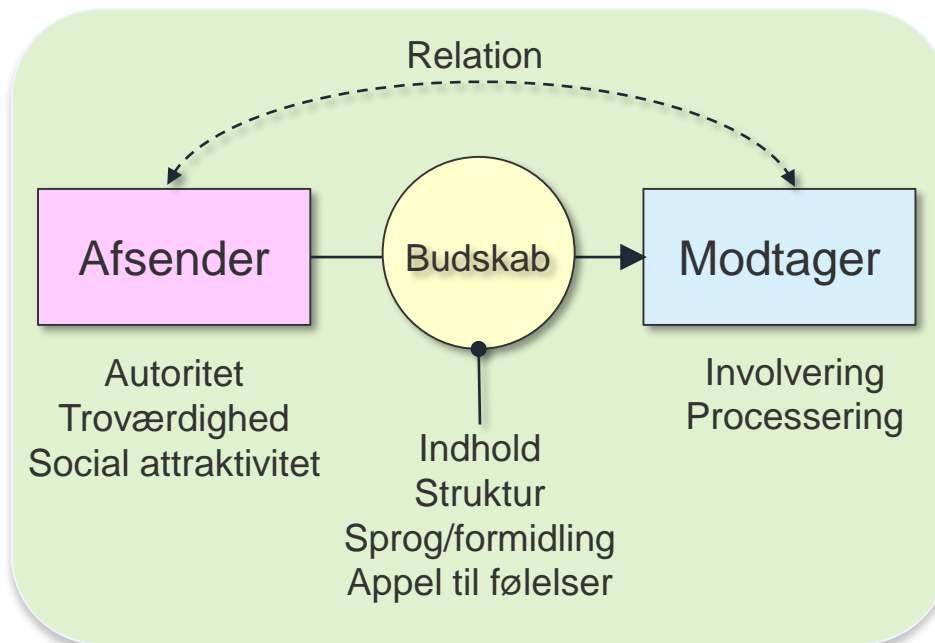 Relation
Afsender
Budskab
Modtager
Autoritet
Troværdighed
Social attraktivitet
Indhold
Struktur
Sprog/formidling
Appel til følelser
Involvering
Processering